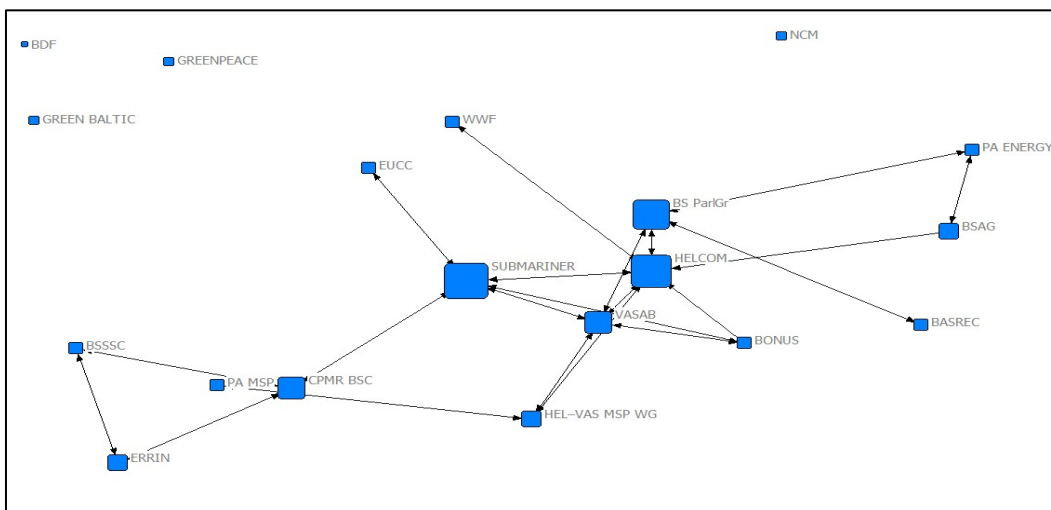 NCM
BDF
GREENPEACE
GREEN BALTIC
WWF
PA ENERGY
EUCC
BS ParlGr
BSAG
HELCOM
SUBMARINER
VASAB
BASREC
BONUS
BSSSC
PA MSP
CPMR BSC
HEL-VAS MSP WG
ERRIN